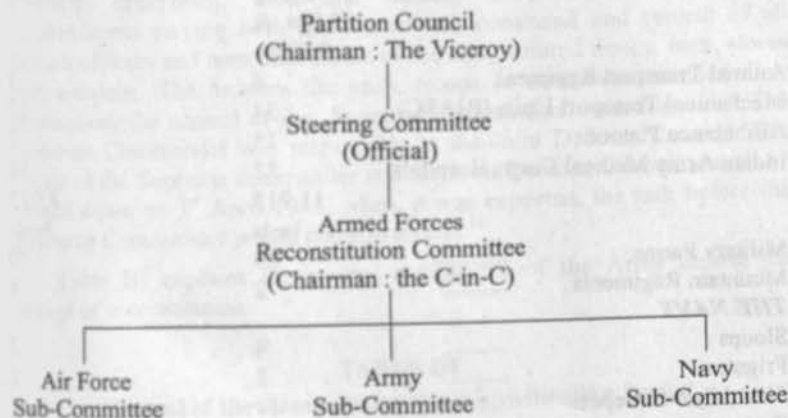 Partition Council
(Chairman : The Viceroy)
Steering Committee
(Official)
Armed Forces
Reconstitution Committee
(Chairman : the C-in-C)
Air Force
Sub-Committee
Army
Sub-Committee
Navy
Sub-Committee